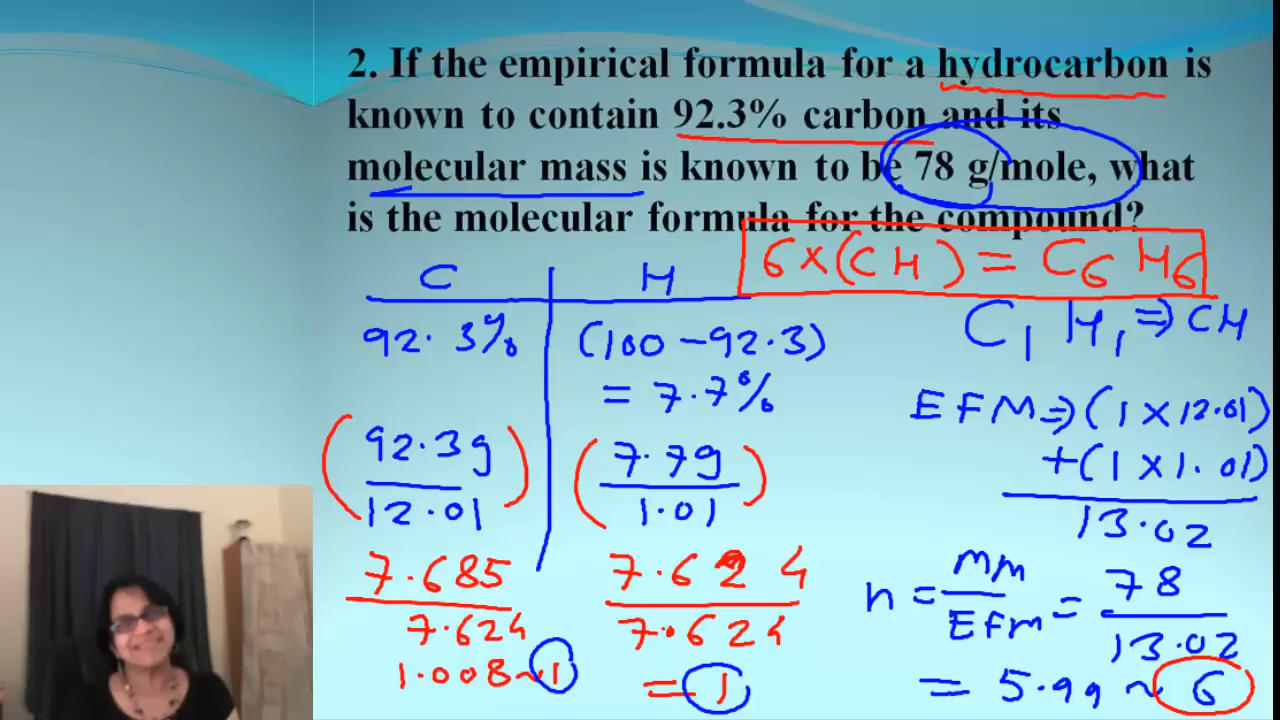 2. If the empirical formula for a hydrocarbon is
known to contain 92.3% carbon and its
molecular mass is known to be 78 g/mole, what
is the molecular formula for the compound?
6 × (CH) = C6 H6
C | H
C1 H1 ⇒ CH
92.3% | (100 - 92.3)
= 7.7%
EFM ⇒ (1 × 12.01)
+ (1 × 1.01)
13.02
(92.3g / 12.01) | (7.7g / 1.01)
7.685 / 7.624 | 7.624 / 7.624
1.008 ~ 1 | = 1
n = MM / EFM = 78 / 13.02
= 5.99 ~ 6